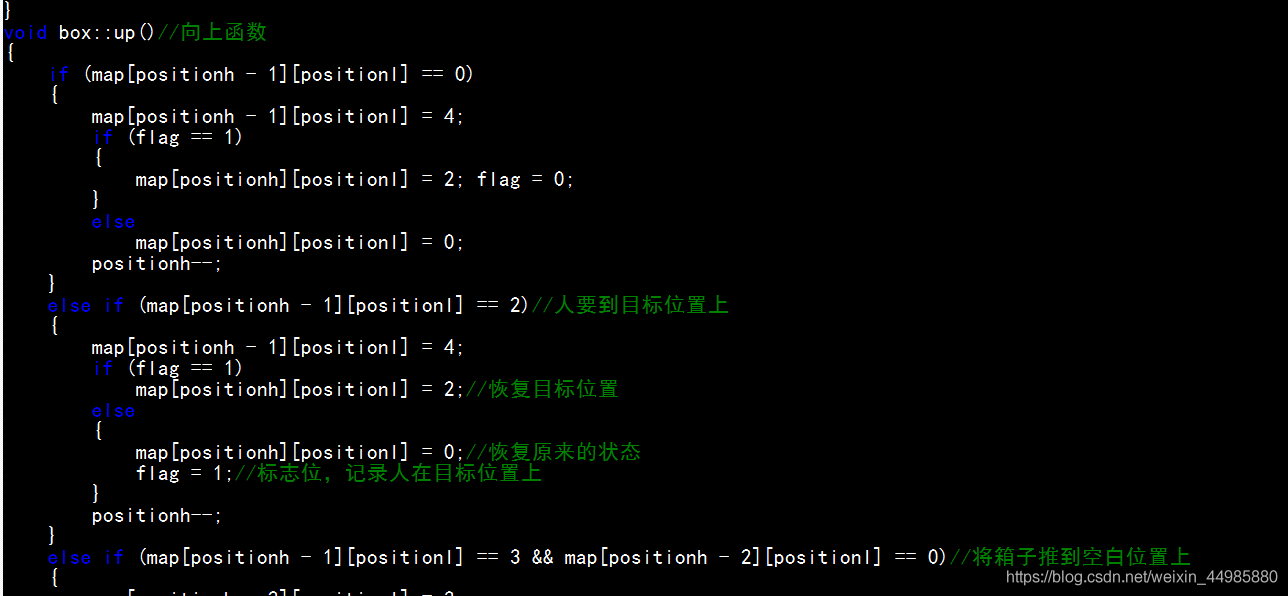 }
void box::up()//向上函数
{
    if (map[positionh - 1][positionl] == 0)
    {
        map[positionh - 1][positionl] = 4;
        if (flag == 1)
        {
            map[positionh][positionl] = 2; flag = 0;
        }
        else
            map[positionh][positionl] = 0;
        positionh--;
    }
    else if (map[positionh - 1][positionl] == 2)//人要到目标位置上
    {
        map[positionh - 1][positionl] = 4;
        if (flag == 1)
            map[positionh][positionl] = 2;//恢复目标位置
        else
        {
            map[positionh][positionl] = 0;//恢复原来的状态
            flag = 1;//标志位，记录人在目标位置上
        }
        positionh--;
    }
    else if (map[positionh - 1][positionl] == 3 && map[positionh - 2][positionl] == 0)//将箱子推到空白位置上
    {
https://blog.csdn.net/weixin_44985880